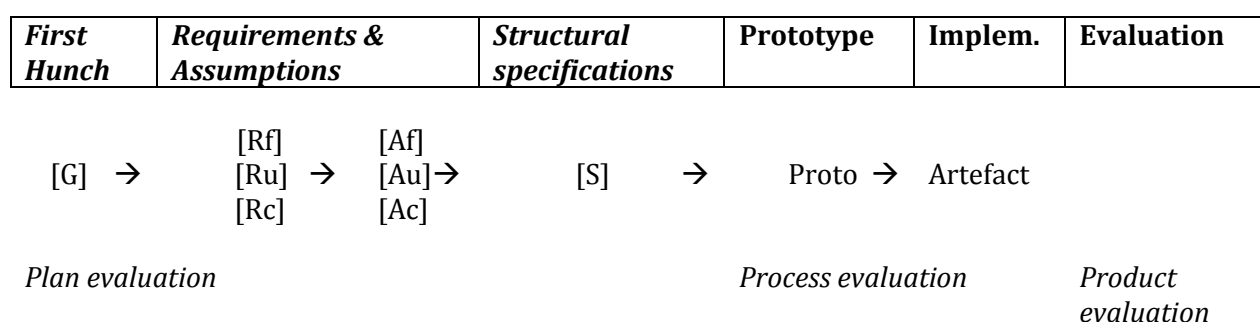 First Hunch
Requirements & Assumptions
Structural specifications
Prototype
Implem.
Evaluation
[Rf] [Af]
[G] → [Ru] → [Au]→ [S] → Proto → Artefact
[Rc] [Ac]
Plan evaluation
Process evaluation
Product evaluation